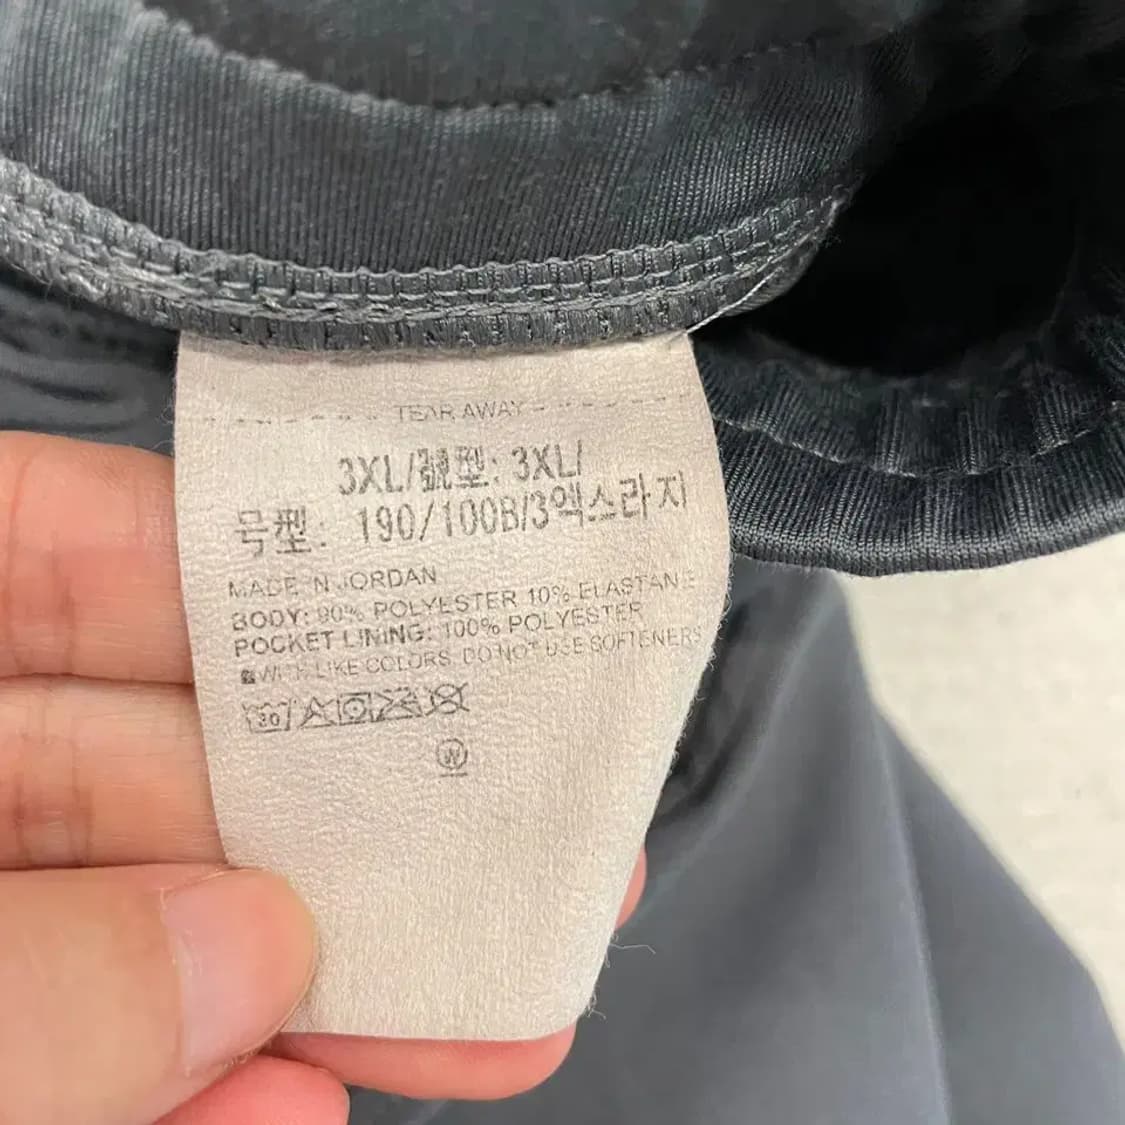 TEAR AWAY
3XL/號型: 3XL/
号型: 190/100B/3엑스라지
MADE IN JORDAN
BODY: 90% POLYESTER 10% ELASTANE
POCKET LINING: 100% POLYESTER
WITH LIKE COLORS. DO NOT USE SOFTENERS
30
W